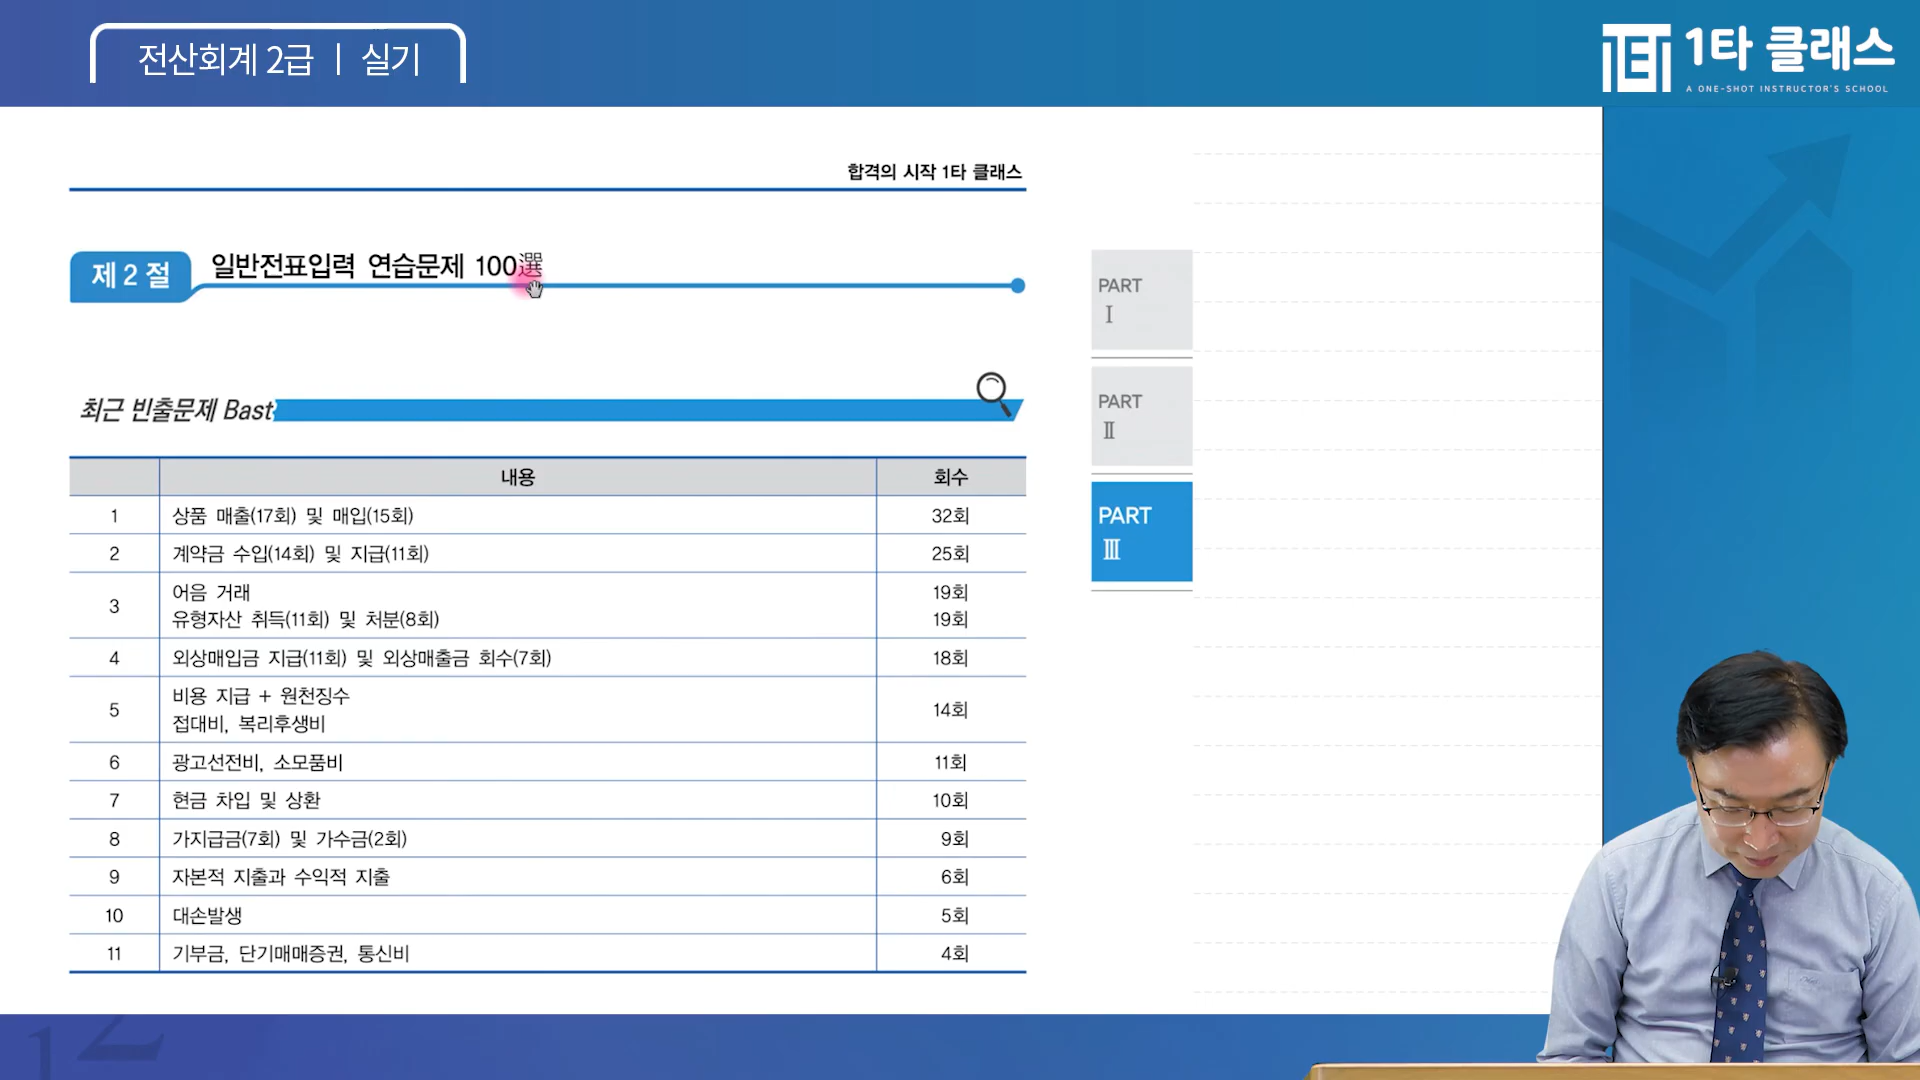 전산회계 2급 ㅣ 실기
1타 클래스
A ONE-SHOT INSTRUCTOR'S SCHOOL
합격의 시작 1타 클래스
제 2 절
일반전표입력 연습문제 100選
최근 빈출문제 Bast
내용 회수
1 상품 매출(17회) 및 매입(15회) 32회
2 계약금 수입(14회) 및 지급(11회) 25회
3 어음 거래 19회
유형자산 취득(11회) 및 처분(8회) 19회
4 외상매입금 지급(11회) 및 외상매출금 회수(7회) 18회
5 비용 지급 + 원천징수 14회
접대비, 복리후생비
6 광고선전비, 소모품비 11회
7 현금 차입 및 상환 10회
8 가지급금(7회) 및 가수금(2회) 9회
9 자본적 지출과 수익적 지출 6회
10 대손발생 5회
11 기부금, 단기매매증권, 통신비 4회
PART
Ⅰ
PART
Ⅱ
PART
Ⅲ
12